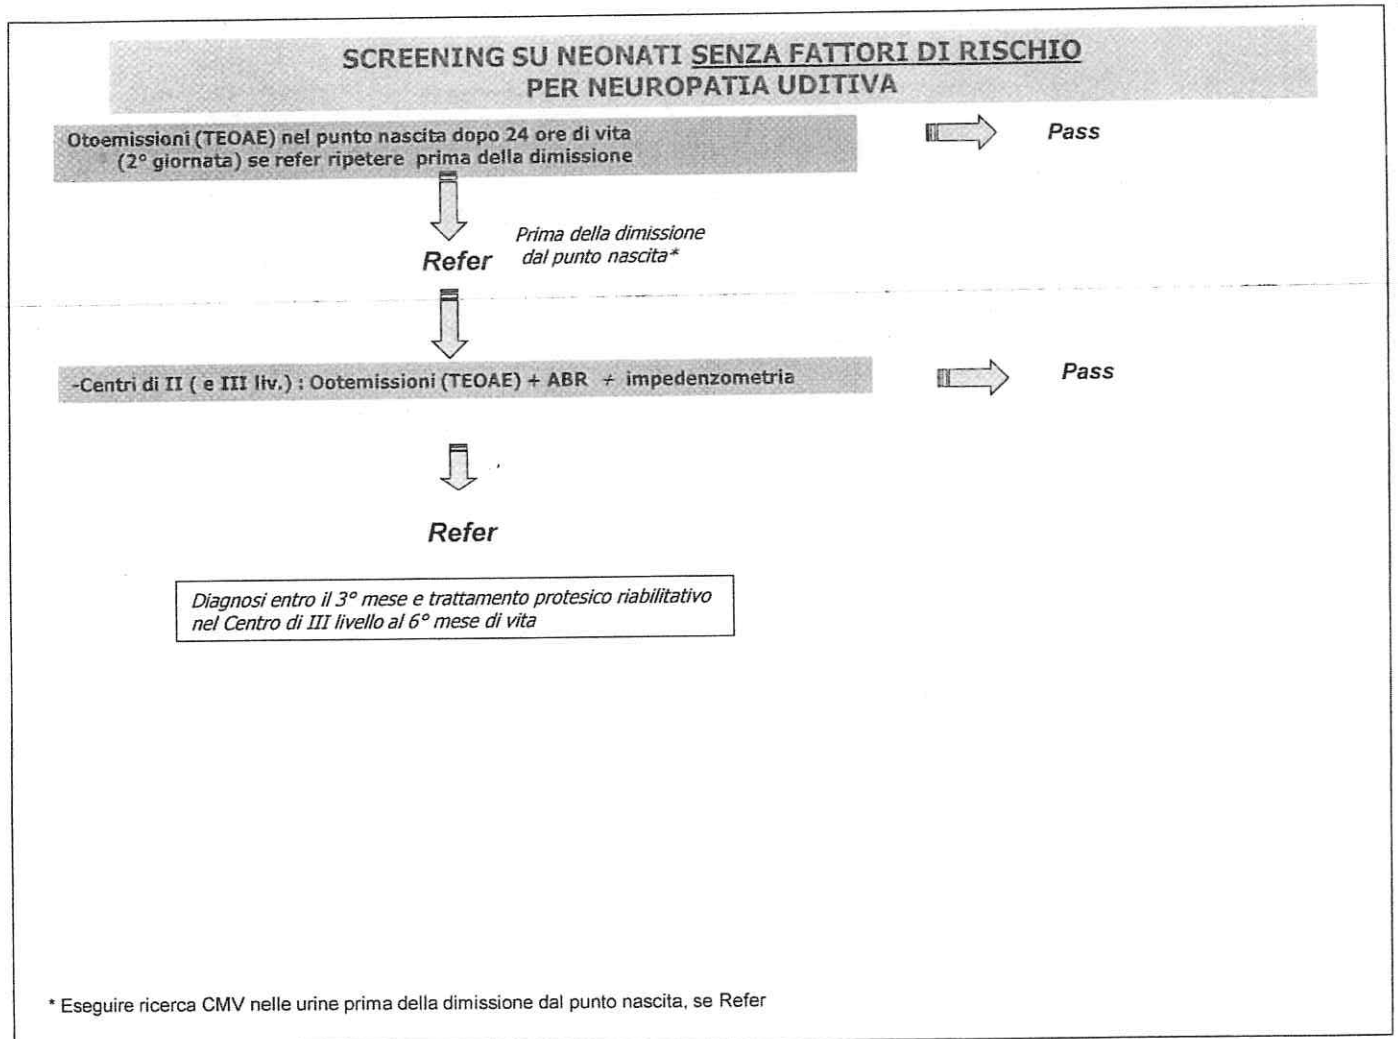 SCREENING SU NEONATI SENZA FATTORI DI RISCHIO
PER NEUROPATIA UDITIVA
Otoemissioni (TEOAE) nel punto nascita dopo 24 ore di vita
(2° giornata) se refer ripetere prima della dimissione
Pass
Prima della dimissione
dal punto nascita*
Refer
-Centri di II ( e III liv.) : Ootemissioni (TEOAE) + ABR ≠ impedenzometria
Pass
Refer
Diagnosi entro il 3° mese e trattamento protesico riabilitativo
nel Centro di III livello al 6° mese di vita
* Eseguire ricerca CMV nelle urine prima della dimissione dal punto nascita, se Refer